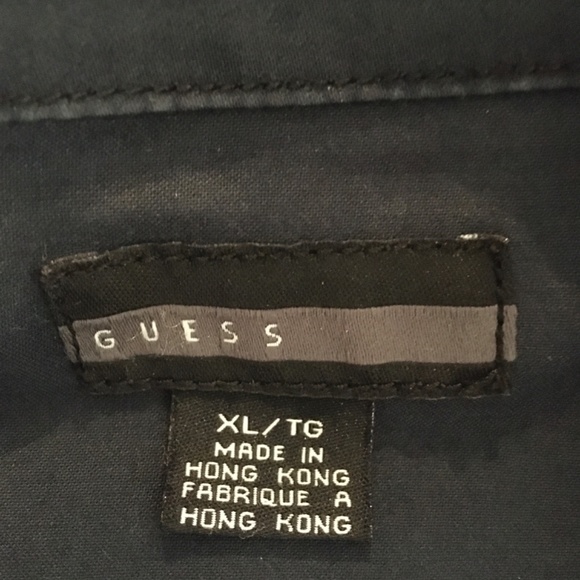 GUESS
XL/TG
MADE IN
HONG KONG
FABRIQUE A
HONG KONG